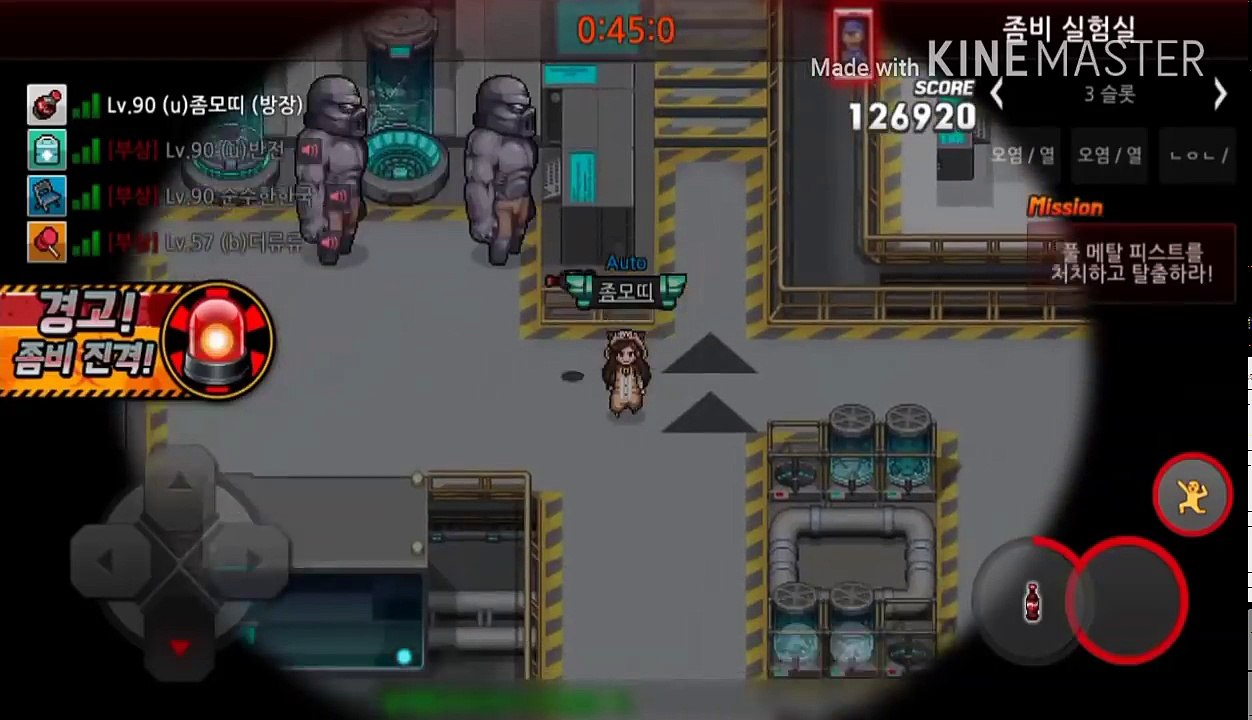 0:45:0
좀비 실험실
Made with KINEMASTER
SCORE
126920
3 슬롯
Lv.90 (u)좀모띠 (방장)
[부상] Lv.90 (u)반전
[부상] Lv.90 순수한한국
[부상] Lv.57 (b)더류류
오염 / 열
오염 / 열
ㄴㅇㄴ /
Mission
풀 메탈 피스트를
처치하고 탈출하라!
Auto
좀모띠
경고!
좀비 진격!